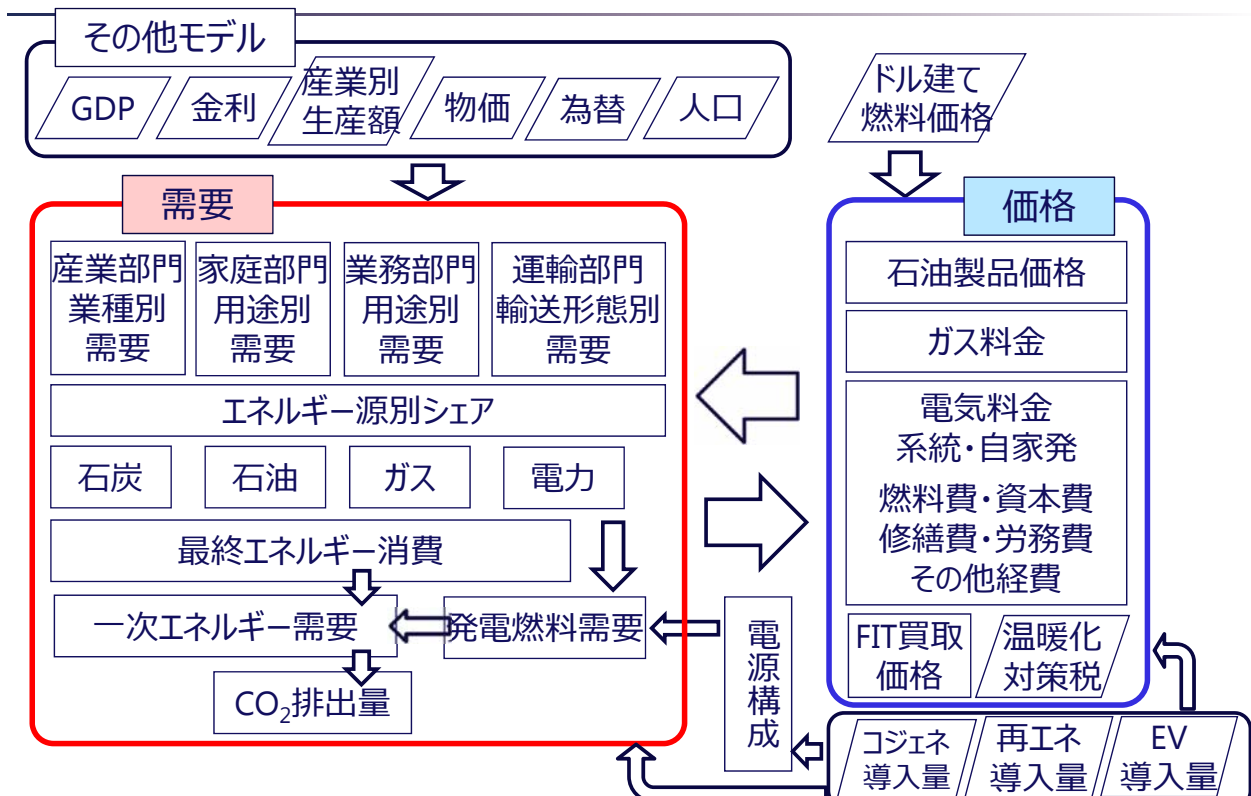 その他モデル
GDP
金利
産業別
生産額
物価
為替
人口
ドル建て
燃料価格
需要
産業部門
業種別
需要
家庭部門
用途別
需要
業務部門
用途別
需要
運輸部門
輸送形態別
需要
エネルギー源別シェア
石炭
石油
ガス
電力
最終エネルギー消費
一次エネルギー需要
発電燃料需要
CO₂排出量
電源構成
価格
石油製品価格
ガス料金
電気料金
系統・自家発
燃料費・資本費
修繕費・労務費
その他経費
FIT買取
価格
温暖化
対策税
コジェネ
導入量
再エネ
導入量
EV
導入量